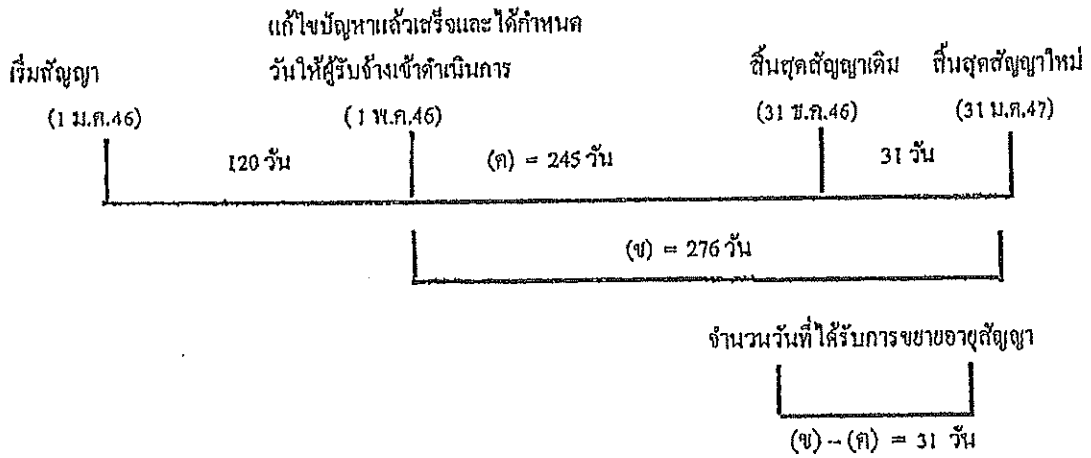 แก้ไขปัญหาแล้วเสร็จและได้กำหนด
วันให้ผู้รับจ้างเข้าดำเนินการ
เริ่มสัญญา
สิ้นสุดสัญญาเดิม
สิ้นสุดสัญญาใหม่
(1 ม.ค.46)
(1 พ.ค.46)
(31 ธ.ค.46)
(31 ม.ค.47)
120 วัน
(ค) = 245 วัน
31 วัน
(ข) = 276 วัน
จำนวนวันที่ได้รับการขยายอายุสัญญา
(ข) - (ค) = 31 วัน